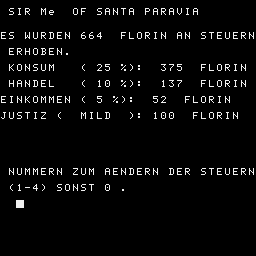 SIR Me OF SANTA PARAVIA
ES WURDEN 664 FLORIN AN STEUERN
ERHOBEN.
KONSUM ( 25 %): 375 FLORIN
HANDEL ( 10 %): 137 FLORIN
EINKOMMEN ( 5 %): 52 FLORIN
JUSTIZ ( MILD ): 100 FLORIN
NUMMERN ZUM AENDERN DER STEUERN
(1-4) SONST 0 .